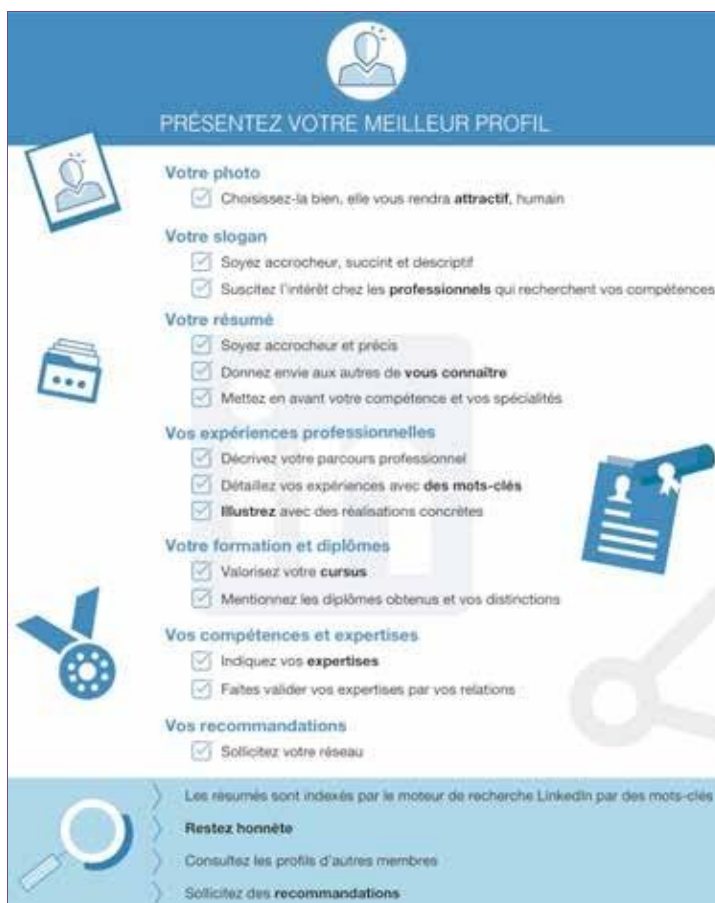 PRÉSENTEZ VOTRE MEILLEUR PROFIL
Votre photo
Choisissez-la bien, elle vous rendra attractif, humain
Votre slogan
Soyez accrocheur, succint et descriptif
Suscitez l'intérêt chez les professionnels qui recherchent vos compétences
Votre résumé
Soyez accrocheur et précis
Donnez envie aux autres de vous connaître
Mettez en avant votre compétence et vos spécialités
Vos expériences professionnelles
Décrivez votre parcours professionnel
Détaillez vos expériences avec des mots-clés
Illustrez avec des réalisations concrètes
Votre formation et diplômes
Valorisez votre cursus
Mentionnez les diplômes obtenus et vos distinctions
Vos compétences et expertises
Indiquez vos expertises
Faites valider vos expertises par vos relations
Vos recommandations
Sollicitez votre réseau
Les résumés sont indexés par le moteur de recherche LinkedIn par des mots-clés
Restez honnête
Consultez les profils d'autres membres
Sollicitez des recommandations
in